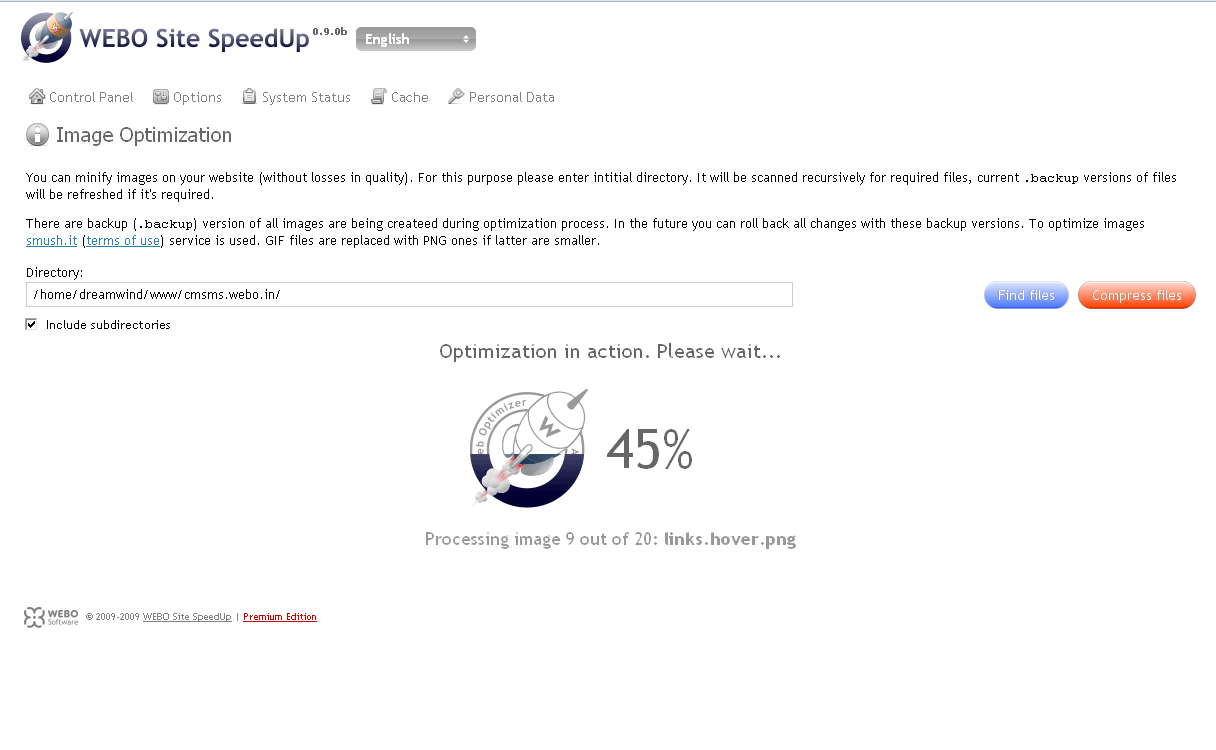 WEBO Site SpeedUp 0.9.0b English
Control Panel Options System Status Cache Personal Data
Image Optimization
You can minify images on your website (without losses in quality). For this purpose please enter intitial directory. It will be scanned recursively for required files, current .backup versions of files
will be refreshed if it's required.
There are backup (.backup) version of all images are being createed during optimization process. In the future you can roll back all changes with these backup versions. To optimize images
smush.it (terms of use) service is used. GIF files are replaced with PNG ones if latter are smaller.
Directory:
/home/dreamwind/www/cmsms.webo.in/ Find files Compress files
Include subdirectories
Optimization in action. Please wait...
eb Optimizer A
W
45%
Processing image 9 out of 20: links.hover.png
WEBO Software © 2009-2009 WEBO Site SpeedUp | Premium Edition